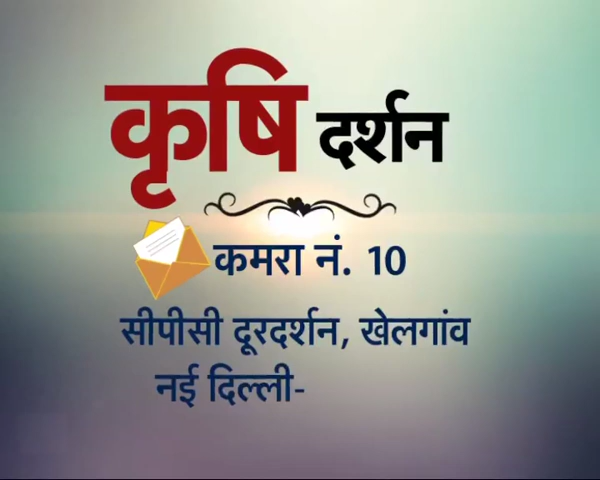 कृषि दर्शन
कमरा नं. 10
सीपीसी दूरदर्शन, खेलगांव
नई दिल्ली-